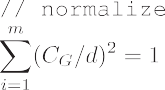 // normalize
\sum_{i=1}^{m} (C_G/d)^2 = 1